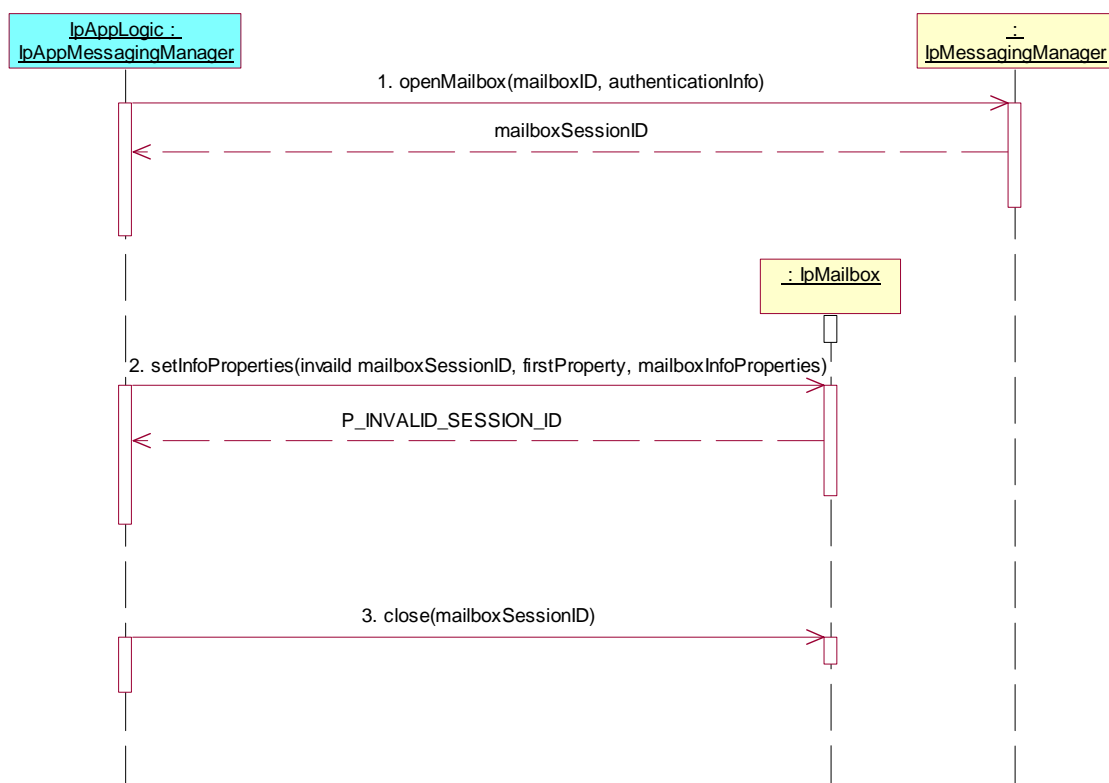 IpAppLogic :
IpAppMessagingManager
:
IpMessagingManager
1. openMailbox(mailboxID, authenticationInfo)
mailboxSessionID
: IpMailbox
2. setInfoProperties(invaild mailboxSessionID, firstProperty, mailboxInfoProperties)
P_INVALID_SESSION_ID
3. close(mailboxSessionID)